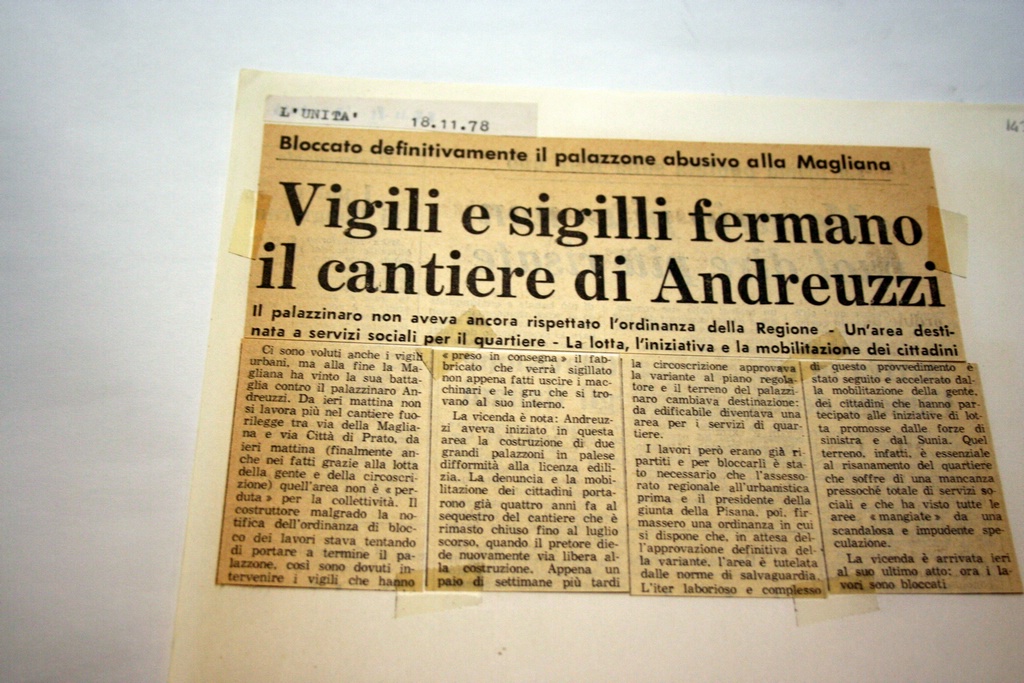 L'UNITA' 18.11.78
147
Bloccato definitivamente il palazzone abusivo alla Magliana
Vigili e sigilli fermano
il cantiere di Andreuzzi
Il palazzinaro non aveva ancora rispettato l'ordinanza della Regione - Un'area desti-
nata a servizi sociali per il quartiere - La lotta, l'iniziativa e la mobilitazione dei cittadini
Ci sono voluti anche i vigili
urbani, ma alla fine la Ma-
gliana ha vinto la sua batta-
glia contro il palazzinaro An-
dreuzzi. Da ieri mattina non
si lavora più nel cantiere fuo-
rilegge tra via della Maglia-
na e via Città di Prato, da
ieri mattina (finalmente an-
che nei fatti grazie alla lotta
della gente e della circoscri-
zione) quell'area non è « per-
duta » per la collettività. Il
costruttore malgrado la no-
tifica dell'ordinanza di bloc-
co dei lavori stava tentando
di portare a termine il pa-
lazzone, così sono dovuti in-
tervenire i vigili che hanno
« preso in consegna » il fab-
bricato che verrà sigillato
non appena fatti uscire i mac-
chinari e le gru che si tro-
vano al suo interno.
La vicenda è nota: Andreuz-
zi aveva iniziato in questa
area la costruzione di due
grandi palazzoni in palese
difformità alla licenza edili-
zia. La denuncia e la mobi-
litazione dei cittadini porta-
rono già quattro anni fa al
sequestro del cantiere che è
rimasto chiuso fino al luglio
scorso, quando il pretore die-
de nuovamente via libera al-
la costruzione. Appena un
paio di settimane più tardi
la circoscrizione approvava
la variante al piano regola-
tore e il terreno del palazzi-
naro cambiava destinazione:
da edificabile diventava una
area per i servizi di quar-
tiere.
I lavori però erano già ri-
partiti e per bloccarli è sta-
to necessario che l'assesso-
rato regionale all'urbanistica
prima e il presidente della
giunta della Pisana, poi, fir-
massero una ordinanza in cui
si dispone che, in attesa del-
l'approvazione definitiva del-
la variante, l'area è tutelata
dalle norme di salvaguardia.
L'iter laborioso e complesso
di questo provvedimento è
stato seguito e accelerato dal-
la mobilitazione della gente,
dei cittadini che hanno par-
tecipato alle iniziative di lot-
ta promosse dalle forze di
sinistra e dal Sunia. Quel
terreno, infatti, è essenziale
al risanamento del quartiere
che soffre di una mancanza
pressoché totale di servizi so-
ciali e che ha visto tutte le
aree « mangiate » da una
scandalosa e impudente spe-
culazione.
La vicenda è arrivata ieri
al suo ultimo atto: ora i la-
vori sono bloccati